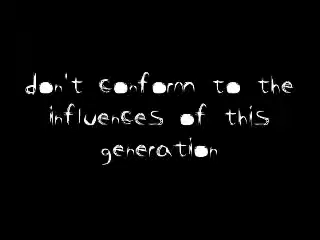 don't conform to the
influences of this
generation